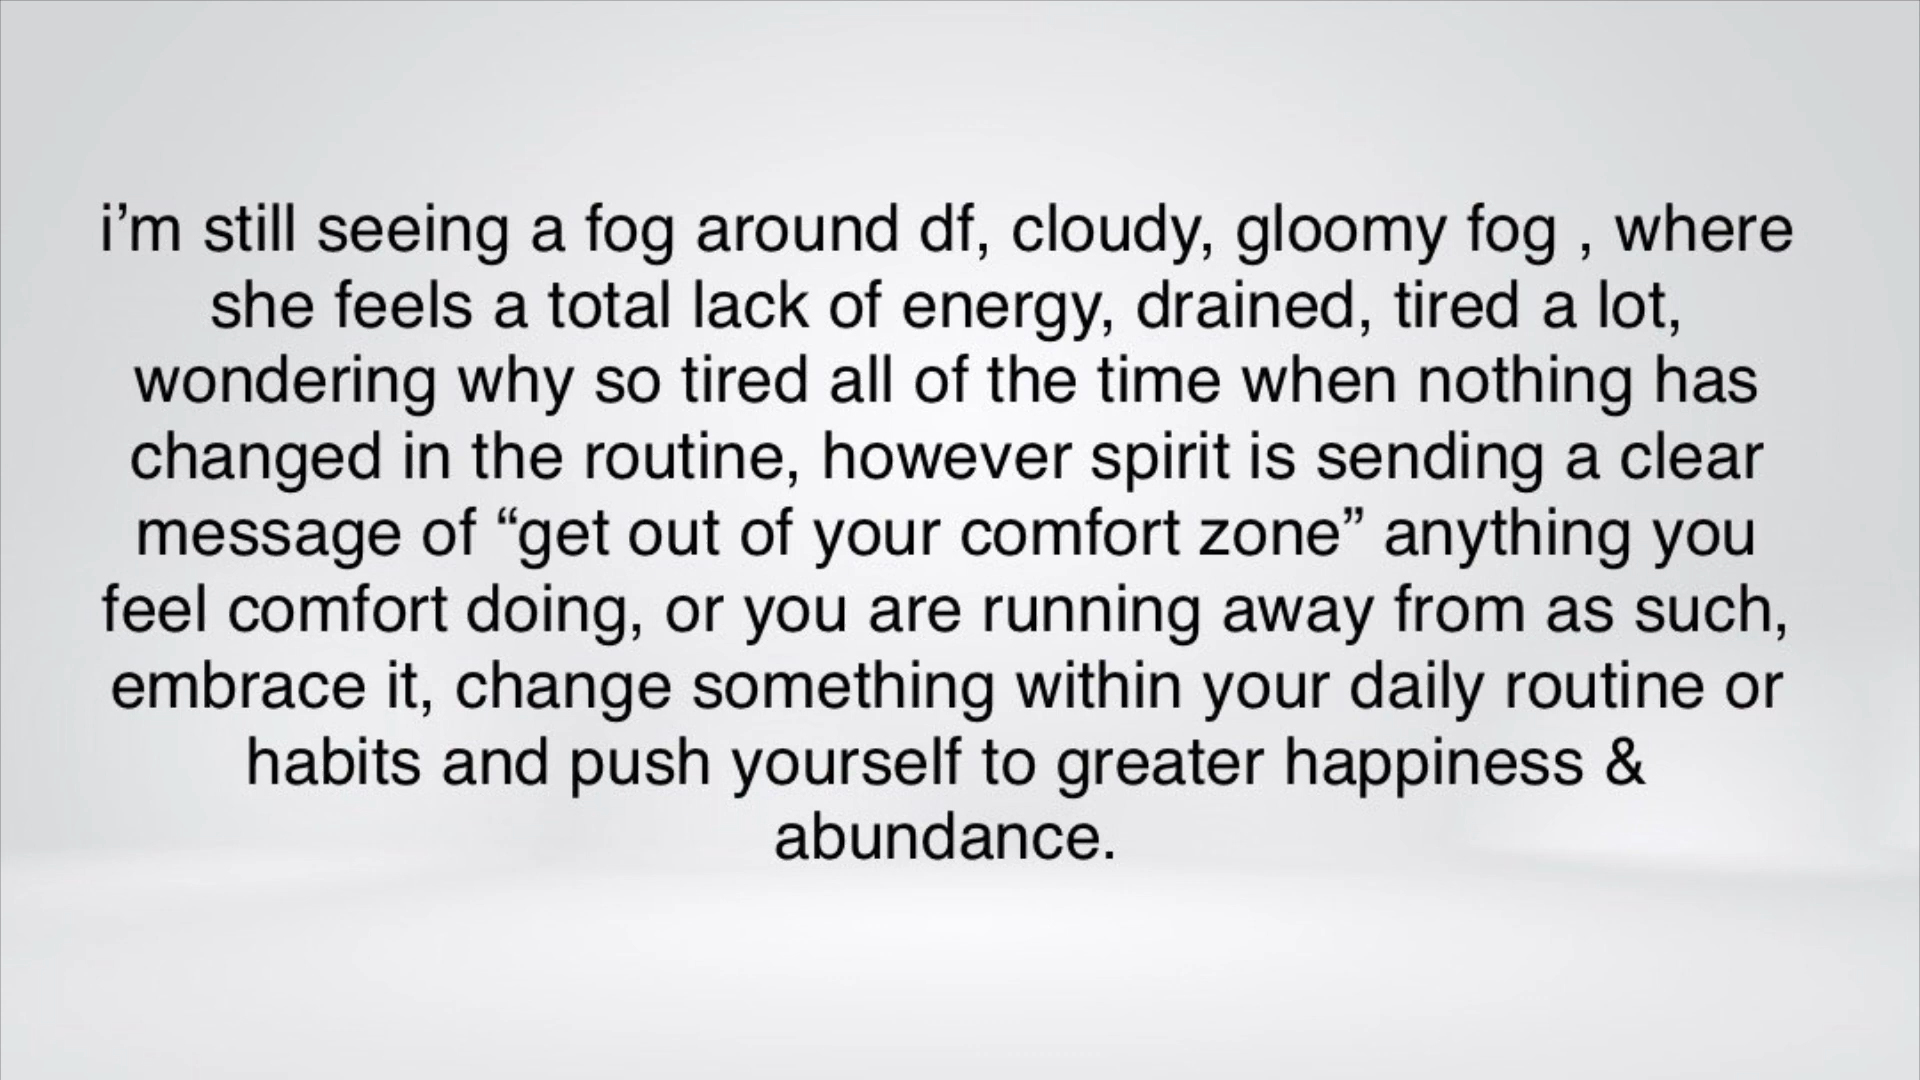 i’m still seeing a fog around df, cloudy, gloomy fog , where
she feels a total lack of energy, drained, tired a lot,
wondering why so tired all of the time when nothing has
changed in the routine, however spirit is sending a clear
message of “get out of your comfort zone” anything you
feel comfort doing, or you are running away from as such,
embrace it, change something within your daily routine or
habits and push yourself to greater happiness &
abundance.